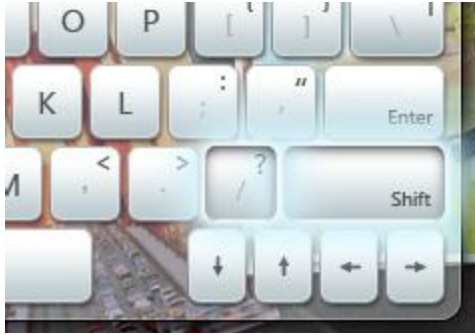 O P { [ } ] | \
K L : ; " ' Enter
M < , > . ? / Shift
↓ ↑ ← →